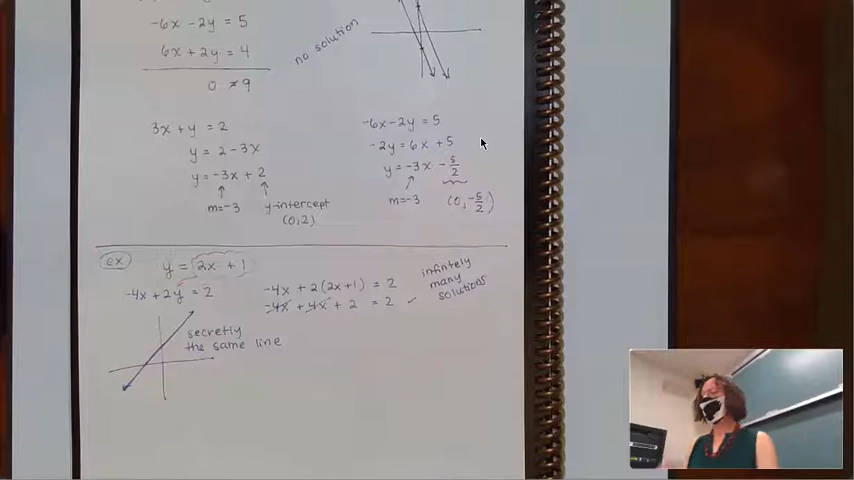 -6x - 2y = 5
6x + 2y = 4
0 ≠ 9
no solution
3x + y = 2
y = 2 - 3x
y = -3x + 2
m = -3
y-intercept
(0,2)
-6x - 2y = 5
-2y = 6x + 5
y = -3x - 5/2
m = -3
(0, -5/2)
ex
y = 2x + 1
-4x + 2y = 2
-4x + 2(2x+1) = 2
-4x + 4x + 2 = 2 ✓
infinitely
many
solutions
secretly
the same line